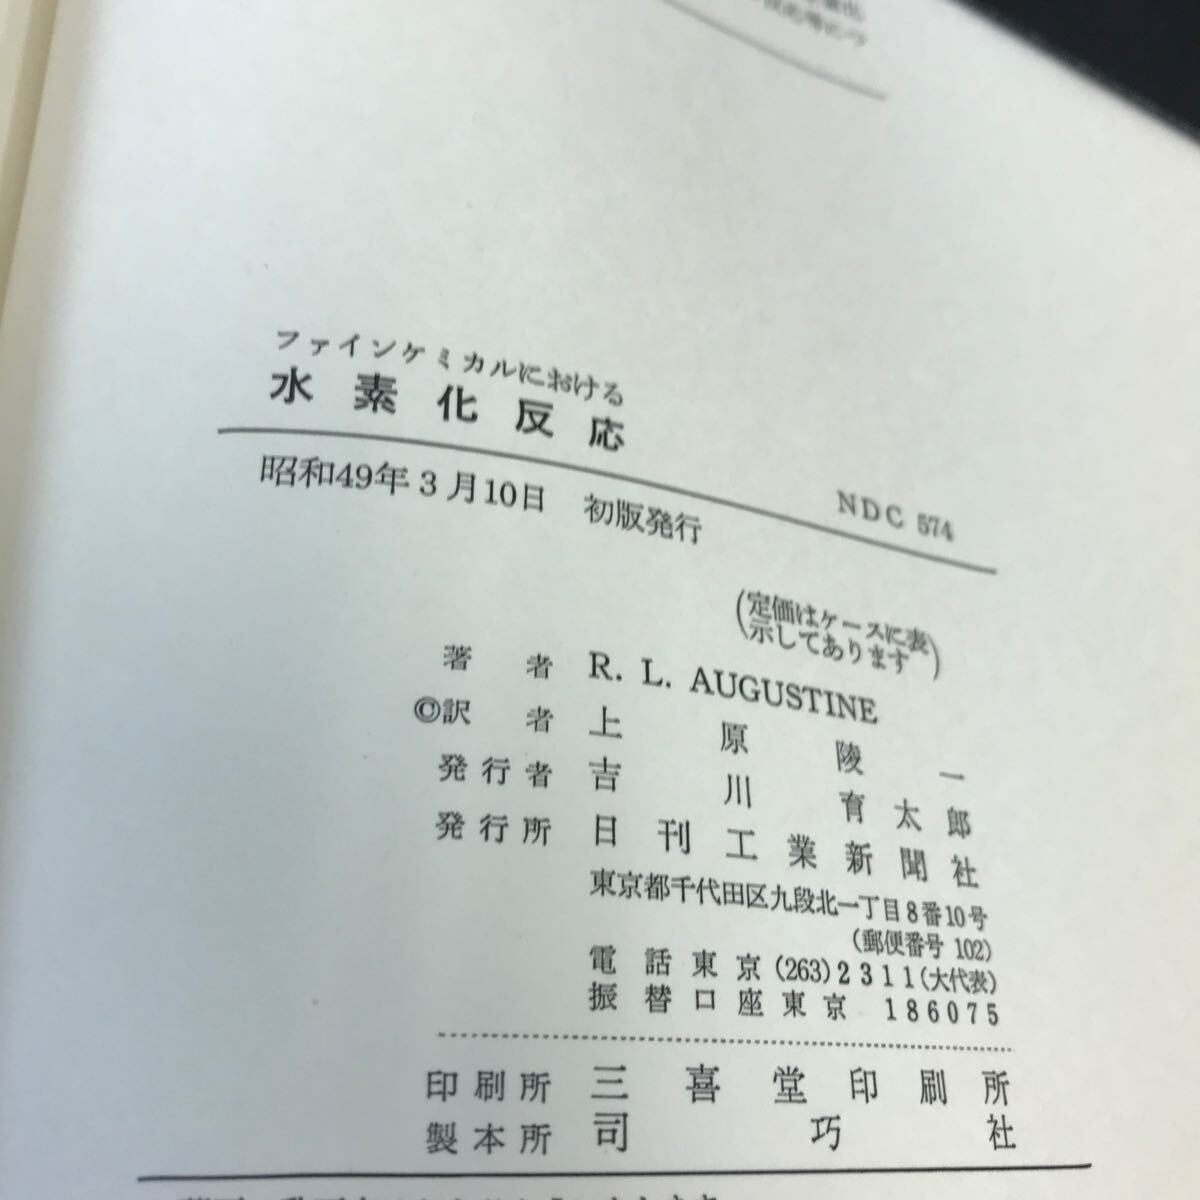 ファインケミカルにおける
水素化反応
NDC 574
昭和49年3月10日 初版発行
(定価はケースに表
示してあります)
著者 R. L. AUGUSTINE
©訳者 上原陵一
発行者 吉川育太郎
発行所 日刊工業新聞社
東京都千代田区九段北一丁目8番10号
(郵便番号 102)
電話東京 (263) 2311 (大代表)
振替口座東京 186075
印刷所 三喜堂印刷所
製本所 司巧社